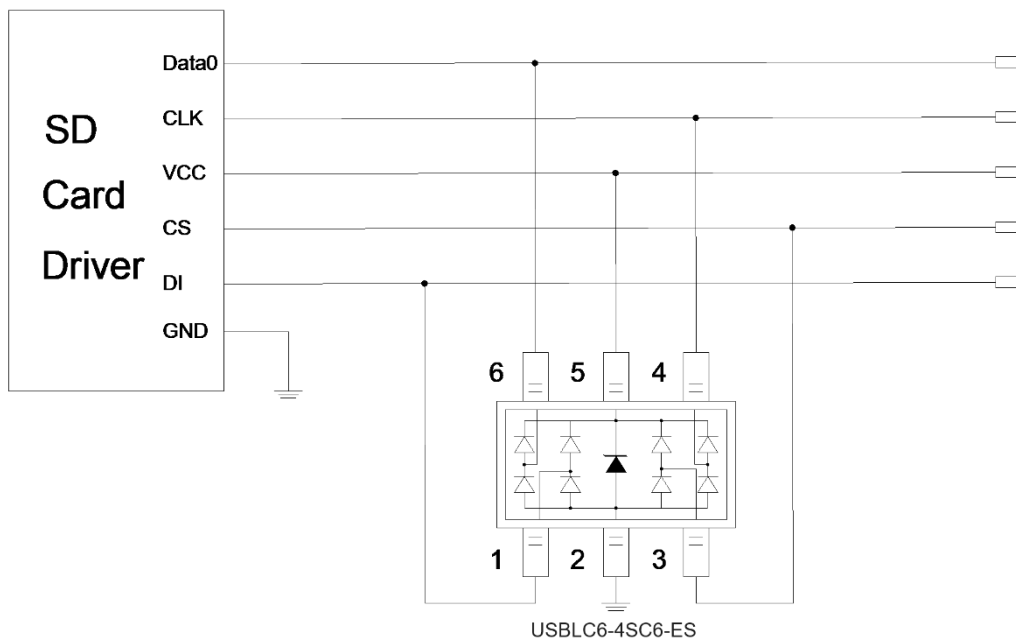 Data0
SD
CLK
VCC
Card
CS
Driver
DI
GND
6 5 4
1 2 3
USBLC6-4SC6-ES